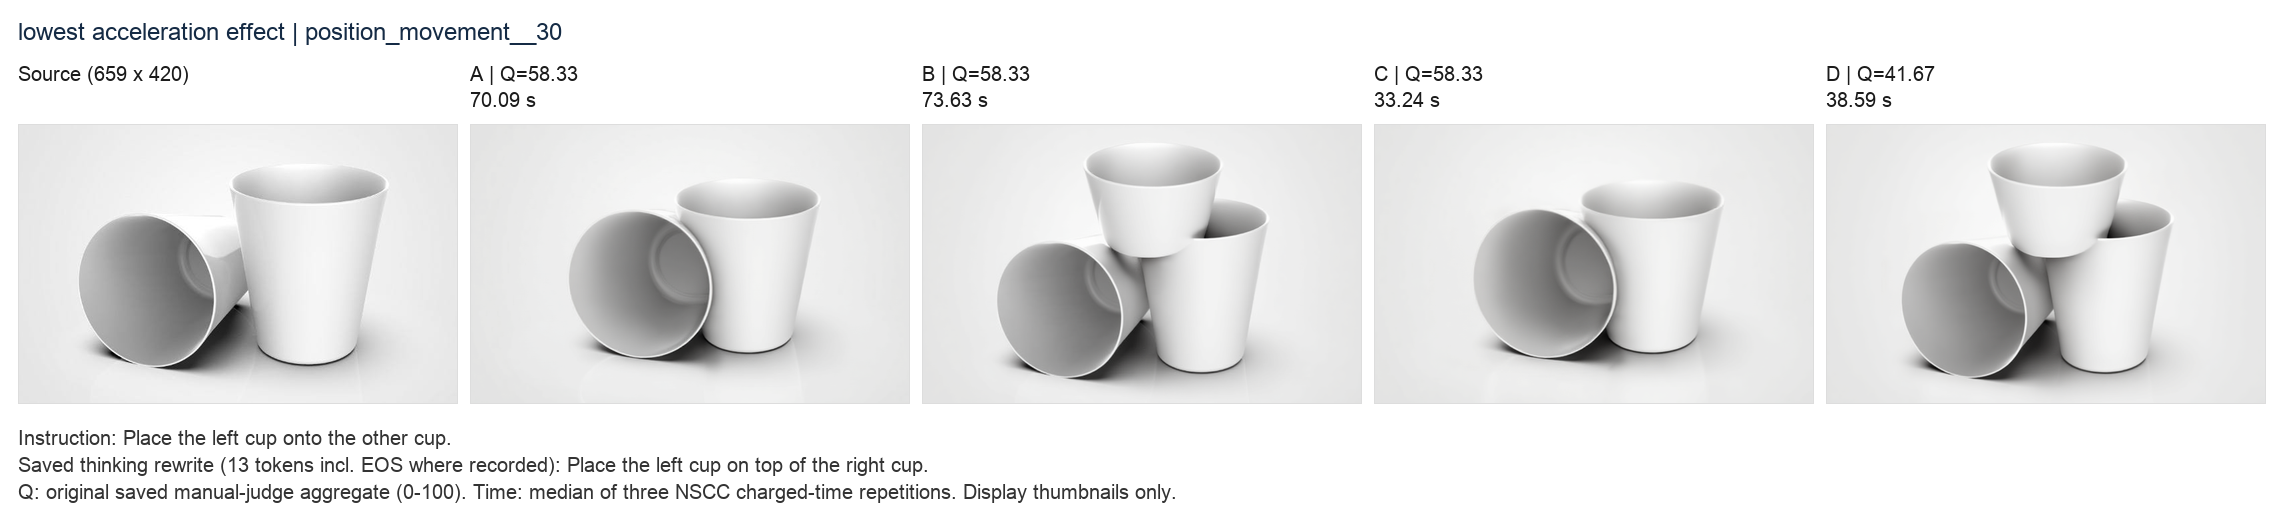 lowest acceleration effect | position_movement__30
Source (659 x 420)
A | Q=58.33
70.09 s
B | Q=58.33
73.63 s
C | Q=58.33
33.24 s
D | Q=41.67
38.59 s
Instruction: Place the left cup onto the other cup.
Saved thinking rewrite (13 tokens incl. EOS where recorded): Place the left cup on top of the right cup.
Q: original saved manual-judge aggregate (0-100). Time: median of three NSCC charged-time repetitions. Display thumbnails only.